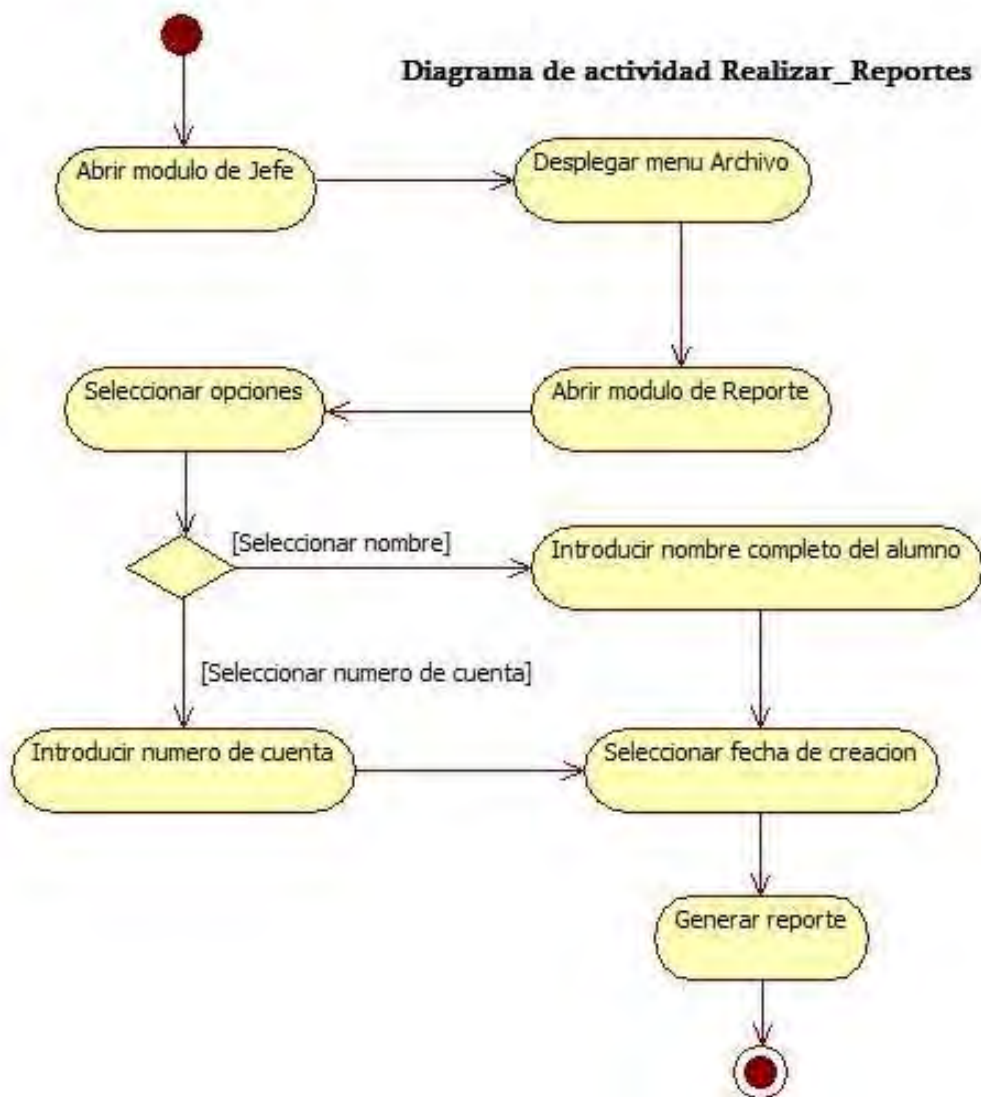 Diagrama de actividad Realizar_Reportes
Abrir modulo de Jefe
Desplegar menu Archivo
Abrir modulo de Reporte
Seleccionar opciones
[Seleccionar nombre]
Introducir nombre completo del alumno
[Seleccionar numero de cuenta]
Introducir numero de cuenta
Seleccionar fecha de creacion
Generar reporte